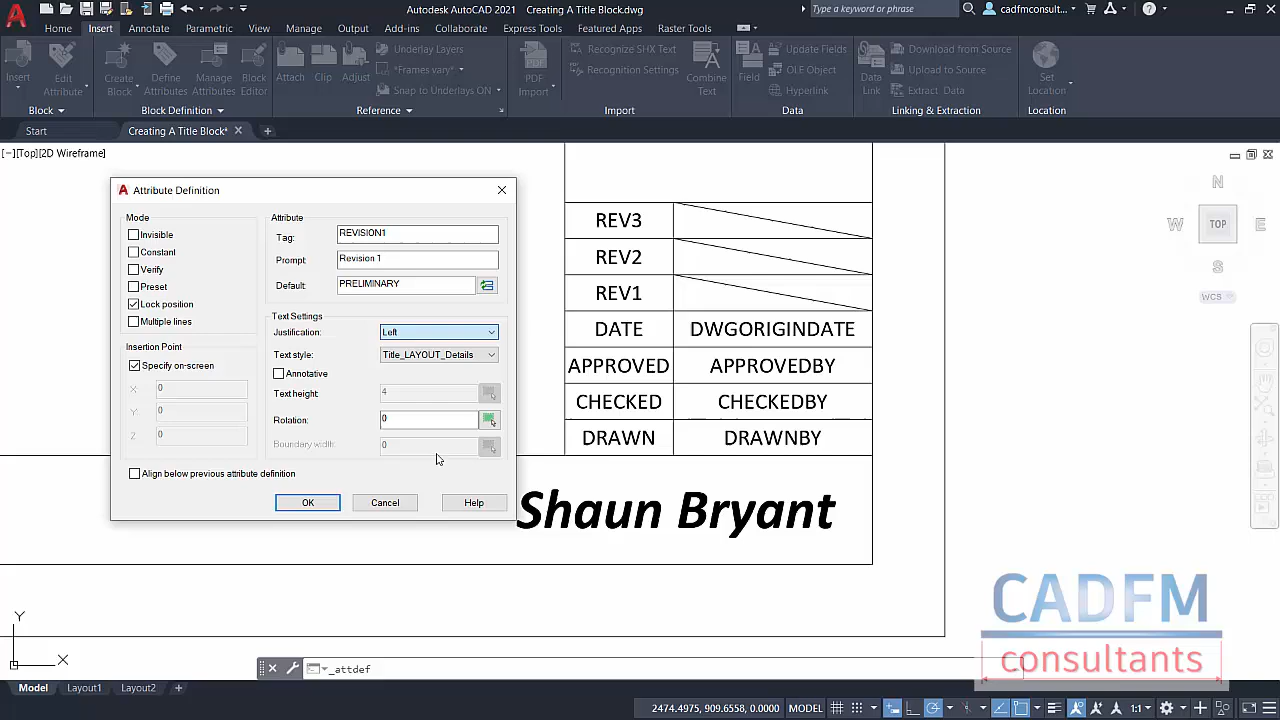 Autodesk AutoCAD 2021 Creating A Title Block.dwg
Type a keyword or phrase
cadfmconsult...
Home Insert Annotate Parametric View Manage Output Add-ins Collaborate Express Tools Featured Apps Raster Tools
Insert
Edit Attribute
Create Block
Define Attributes
Manage Attributes
Block Editor
Attach
Clip
Adjust
Underlay Layers
*Frames vary*
Snap to Underlays ON
PDF Import
Recognize SHX Text
Recognition Settings
Combine Text
Field
Update Fields
OLE Object
Hyperlink
Data Link
Download from Source
Upload to Source
Extract Data
Set Location
Block
Block Definition
Reference
Import
Data
Linking & Extraction
Location
Start
Creating A Title Block*
[−][Top][2D Wireframe]
Attribute Definition
Mode
Invisible
Constant
Verify
Preset
Lock position
Multiple lines
Insertion Point
Specify on-screen
X 0
Y 0
Z 0
Attribute
Tag: REVISION1
Prompt: Revision 1
Default: PRELIMINARY
Text Settings
Justification: Left
Text style: Title_LAYOUT_Details
Annotative
Text height: 4
Rotation: 0
Boundary width: 0
Align below previous attribute definition
OK Cancel Help
REV3
REV2
REV1
DATE DWGORIGINDATE
APPROVED APPROVEDBY
CHECKED CHECKEDBY
DRAWN DRAWNBY
Shaun Bryant
N
W TOP E
S
WCS
CADFM
consultants
Y
X
_attdef
Model Layout1 Layout2 +
2474.4975, 909.6558, 0.0000 MODEL
1:1